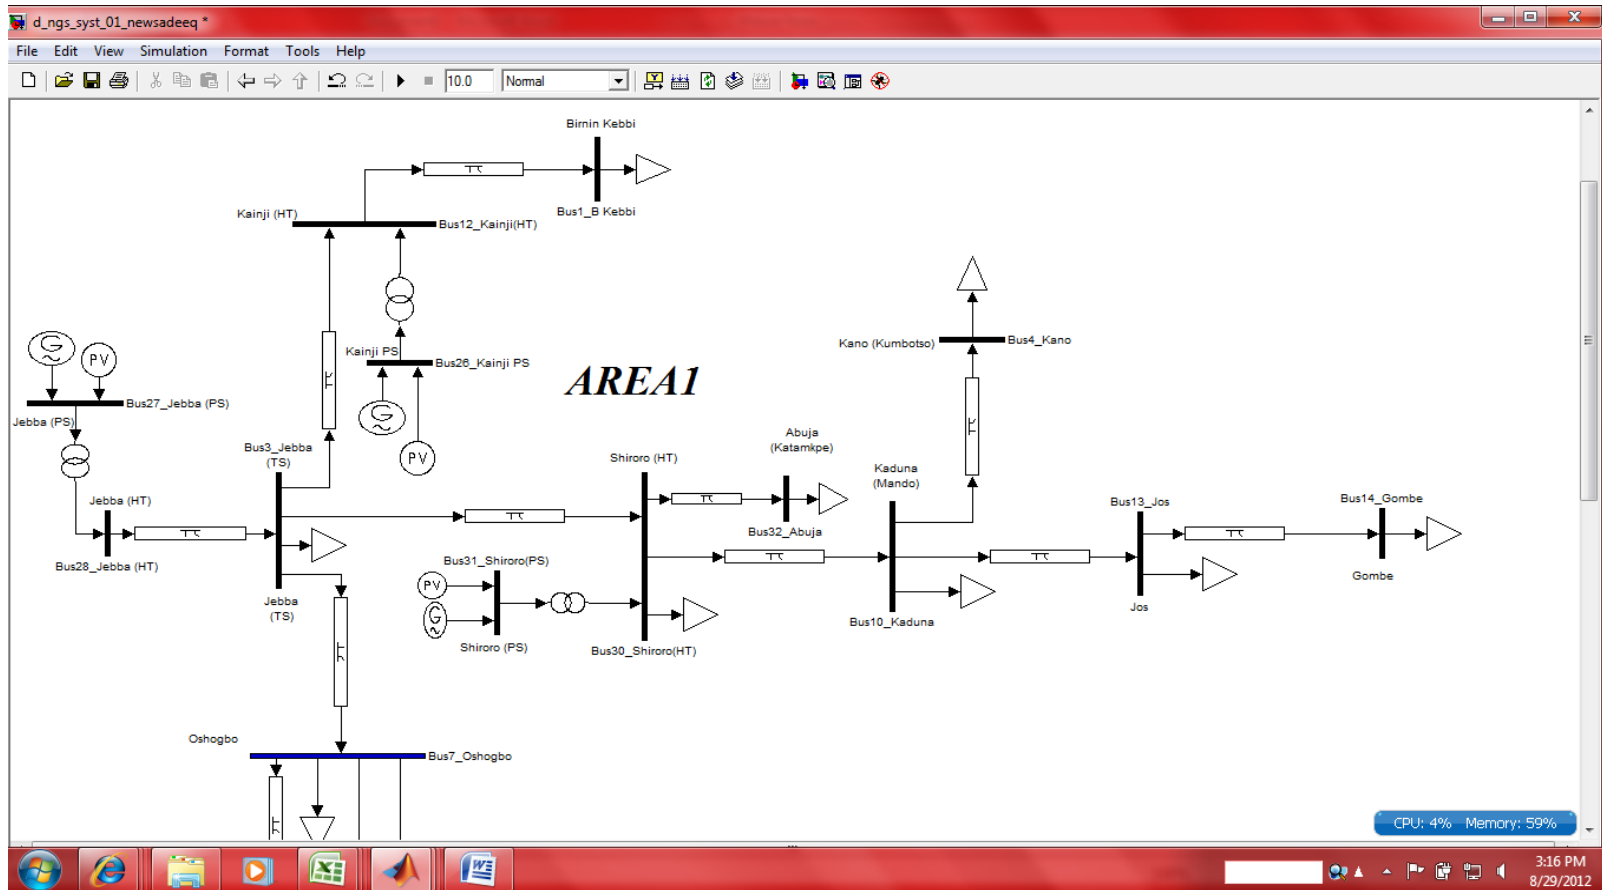 d_ngs_syst_01_newsadeeq *
File Edit View Simulation Format Tools Help
10.0 Normal
Birnin Kebbi
Bus1_B Kebbi
Kainji (HT)
Bus12_Kainji(HT)
Kainji PS
Bus26_Kainji PS
G
PV
AREA1
G
PV
Bus27_Jebba (PS)
Jebba (PS)
Jebba (HT)
Bus28_Jebba (HT)
Bus3_Jebba
(TS)
Jebba
(TS)
Shiroro (HT)
Bus30_Shiroro(HT)
Bus31_Shiroro(PS)
PV
G
Shiroro (PS)
Abuja
(Katamkpe)
Bus32_Abuja
Kano (Kumbotso)
Bus4_Kano
Kaduna
(Mando)
Bus10_Kaduna
Bus13_Jos
Jos
Bus14_Gombe
Gombe
Oshogbo
Bus7_Oshogbo
CPU: 4% Memory: 59%
3:16 PM
8/29/2012